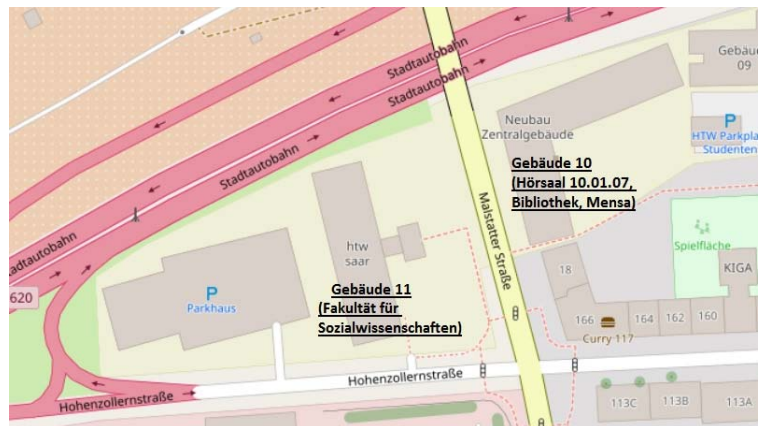 Stadtautobahn
Stadtautobahn
Stadtautobahn
Stadtautobahn
620
Gebäud
09
Neubau
Zentralgebäude
P
HTW Parkpla
Studenten
Gebäude 10
(Hörsaal 10.01.07,
Bibliothek, Mensa)
Malstatter Straße
htw
saar
Gebäude 11
(Fakultät für
Sozialwissenschaften)
P
Parkhaus
Spielfläche
KIGA
18
166
164
162
160
Curry 117
Hohenzollernstraße
Hohenzollernstraße
113C
113B
113A